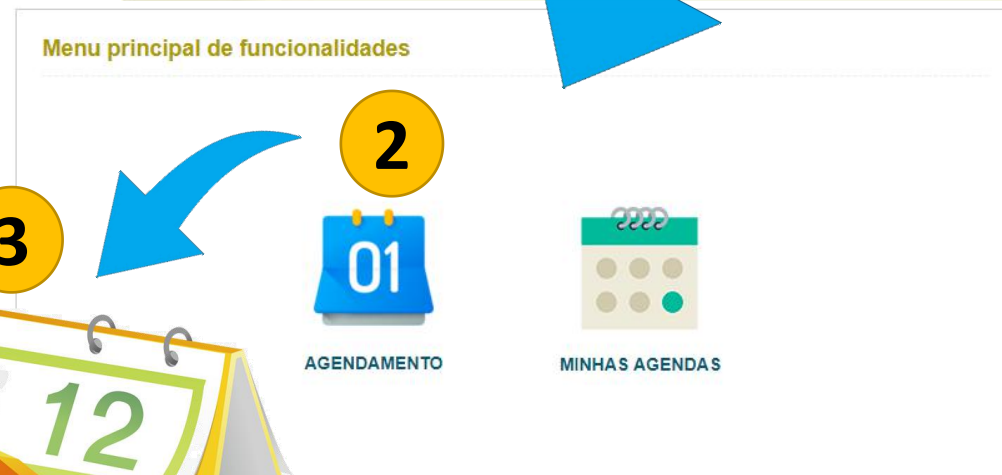 Menu principal de funcionalidades
2
3
01
AGENDAMENTO
MINHAS AGENDAS
12